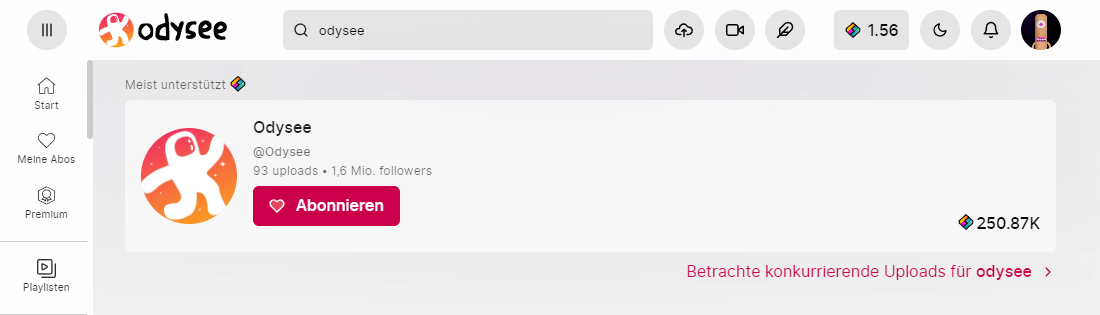 odysee
odysee
1.56
Start
Meine Abos
Premium
Playlisten
Meist unterstützt
Odysee
@Odysee
93 uploads • 1,6 Mio. followers
Abonnieren
250.87K
Betrachte konkurrierende Uploads für odysee